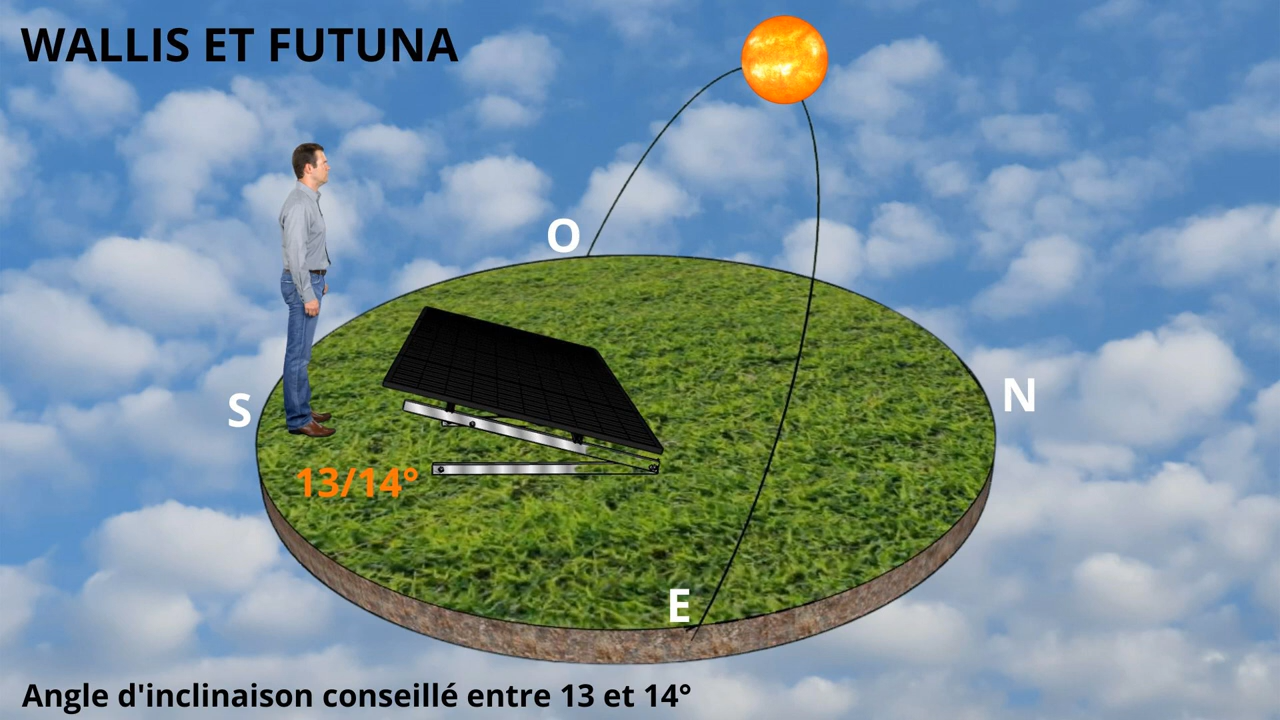 WALLIS ET FUTUNA
O
S
N
13/14°
E
Angle d'inclinaison conseillé entre 13 et 14°